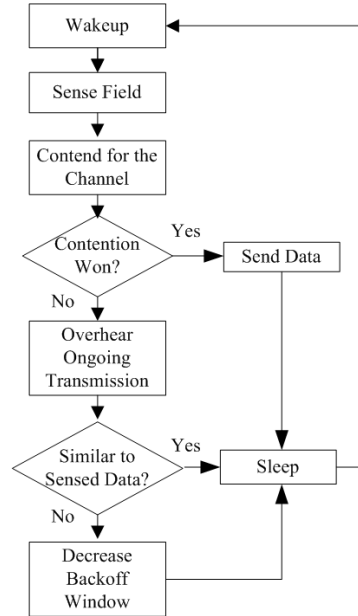 Wakeup
Sense Field
Contend for the
Channel
Contention
Won?
Yes
Send Data
No
Overhear
Ongoing
Transmission
Similar to
Sensed Data?
Yes
Sleep
No
Decrease
Backoff
Window